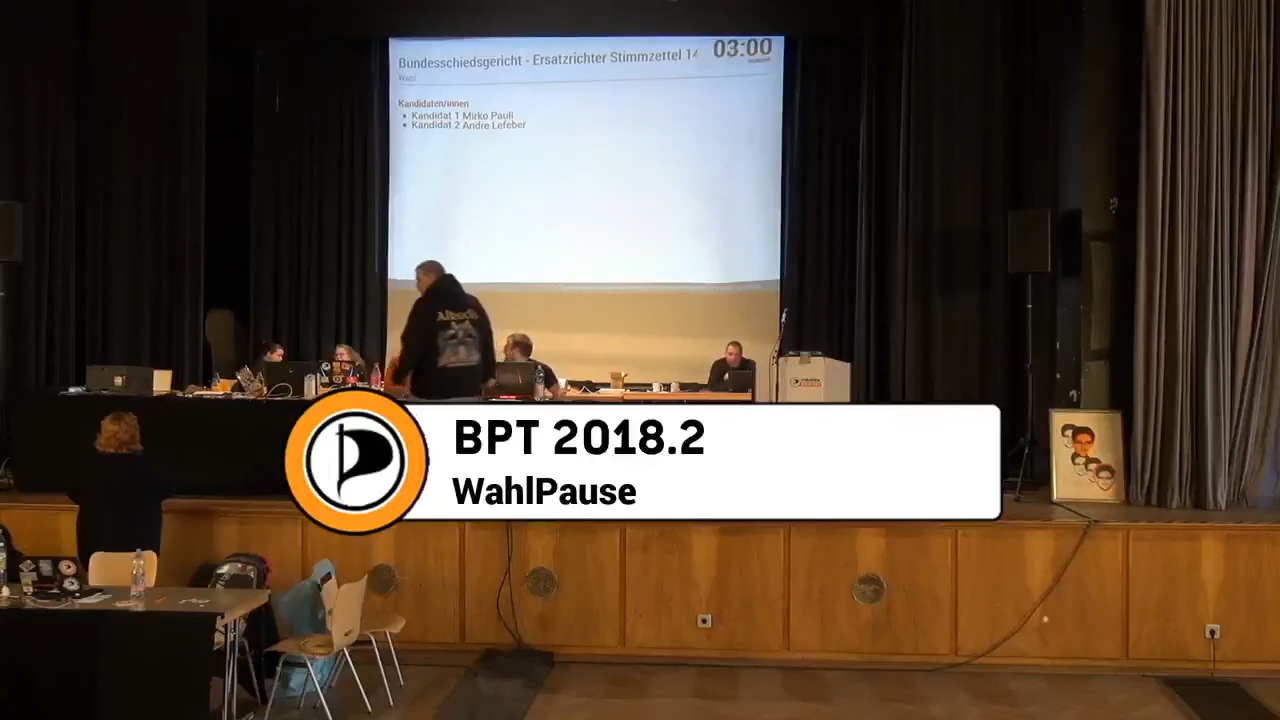 Bundesschiedsgericht - Ersatzrichter Stimmzettel 14
03:00
Wahl
Kandidaten/innen
• Kandidat 1 Mirko Pauli
• Kandidat 2 Andre Lefeber
BPT 2018.2
WahlPause